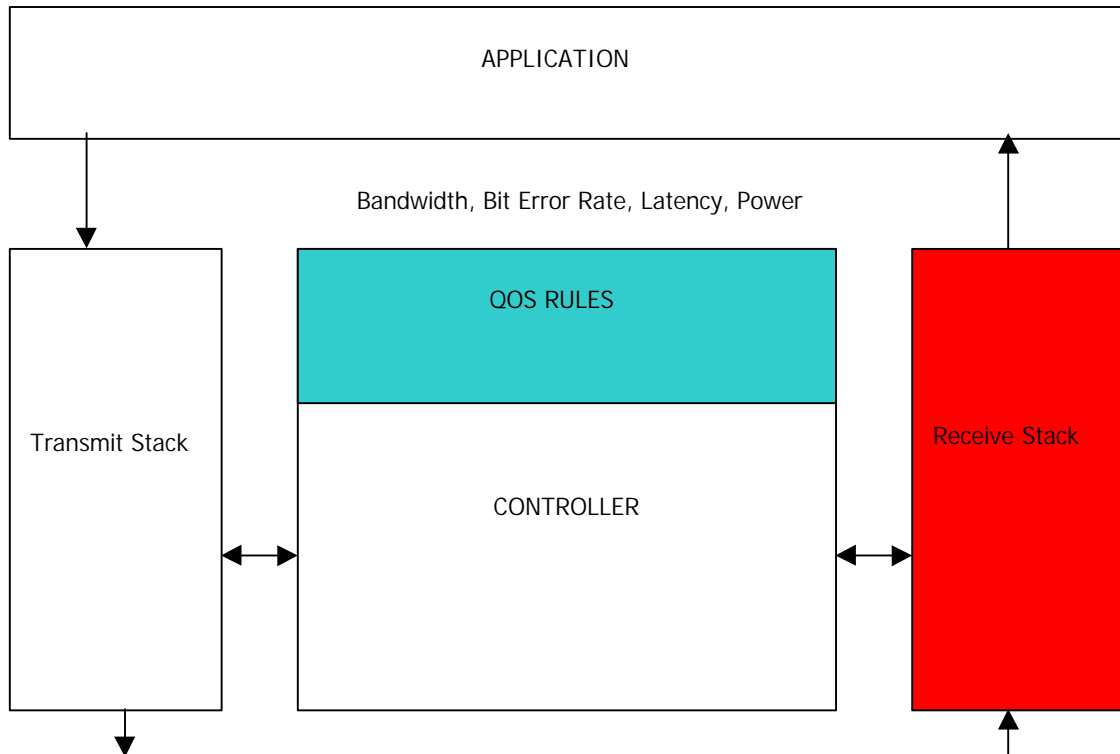 APPLICATION
Bandwidth, Bit Error Rate, Latency, Power
QOS RULES
Transmit Stack
Receive Stack
CONTROLLER